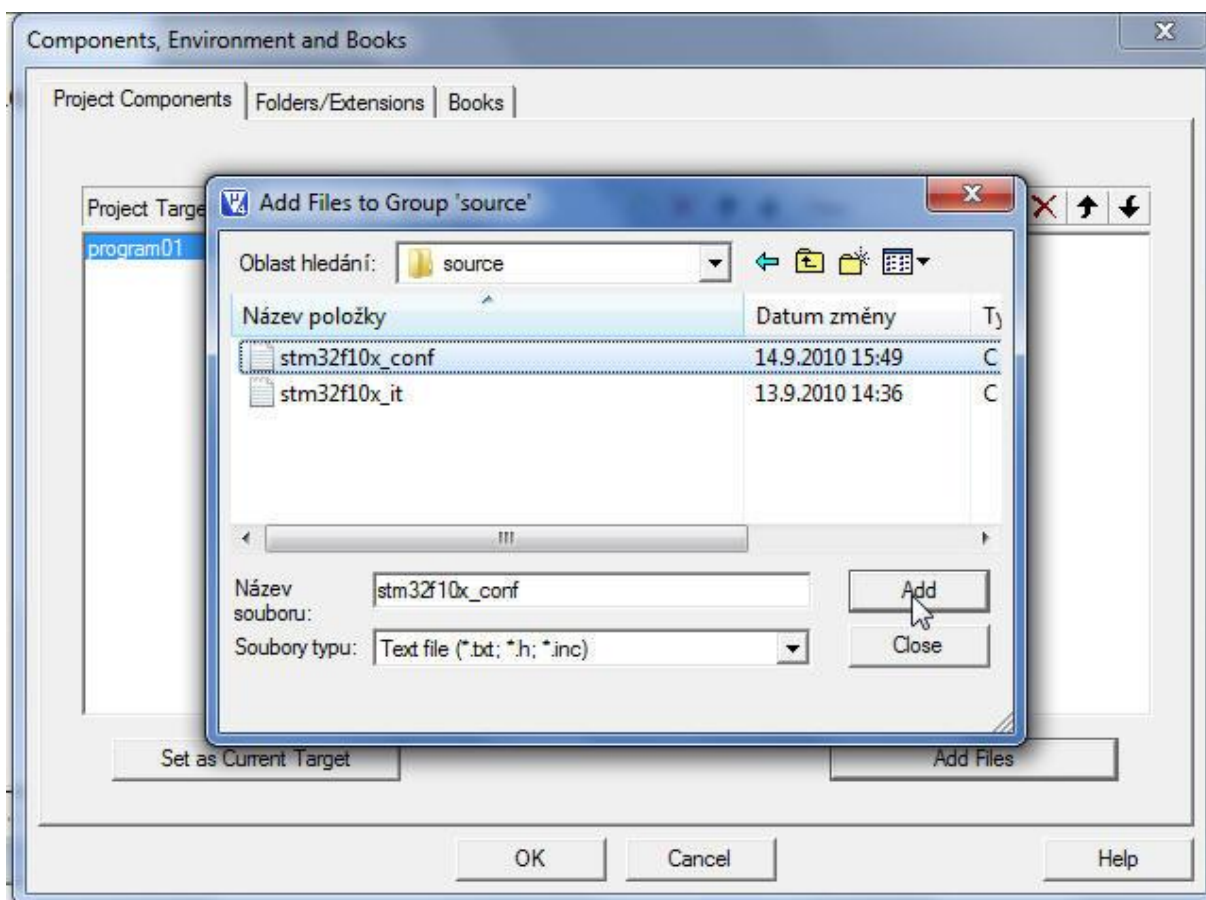 Components, Environment and Books
Project Components Folders/Extensions Books
Add Files to Group 'source'
program01
Oblast hledání: source
Název položky Datum změny
stm32f10x_conf 14.9.2010 15:49 C
stm32f10x_it 13.9.2010 14:36 C
Název souboru: stm32f10x_conf Add
Soubory typu: Text file (*.txt; *.h; *.inc) Close
Set as Current Target Add Files
OK Cancel Help